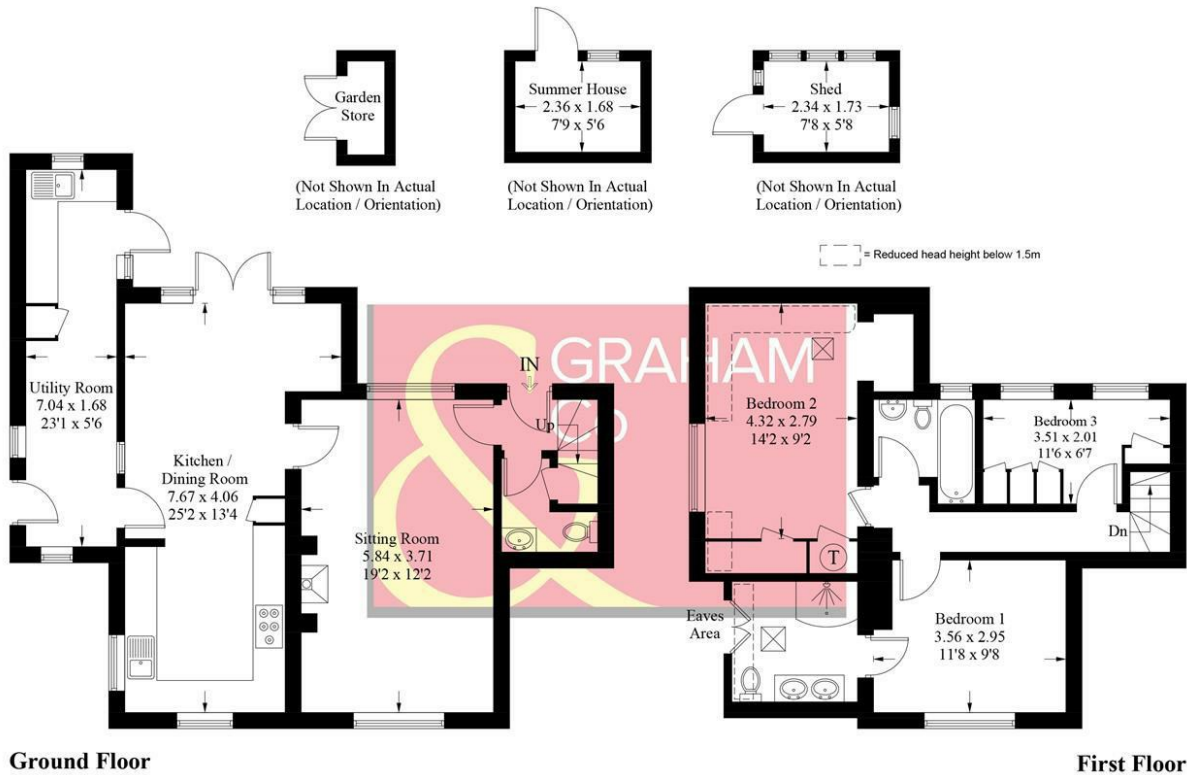 Garden
Store
(Not Shown In Actual
Location / Orientation)
Summer House
2.36 x 1.68
7'9 x 5'6
(Not Shown In Actual
Location / Orientation)
Shed
2.34 x 1.73
7'8 x 5'8
(Not Shown In Actual
Location / Orientation)
= Reduced head height below 1.5m
GRAHAM
& CO
IN
Up
Utility Room
7.04 x 1.68
23'1 x 5'6
Kitchen /
Dining Room
7.67 x 4.06
25'2 x 13'4
Sitting Room
5.84 x 3.71
19'2 x 12'2
Bedroom 2
4.32 x 2.79
14'2 x 9'2
Bedroom 3
3.51 x 2.01
11'6 x 6'7
Dn
T
Eaves
Area
Bedroom 1
3.56 x 2.95
11'8 x 9'8
Ground Floor
First Floor